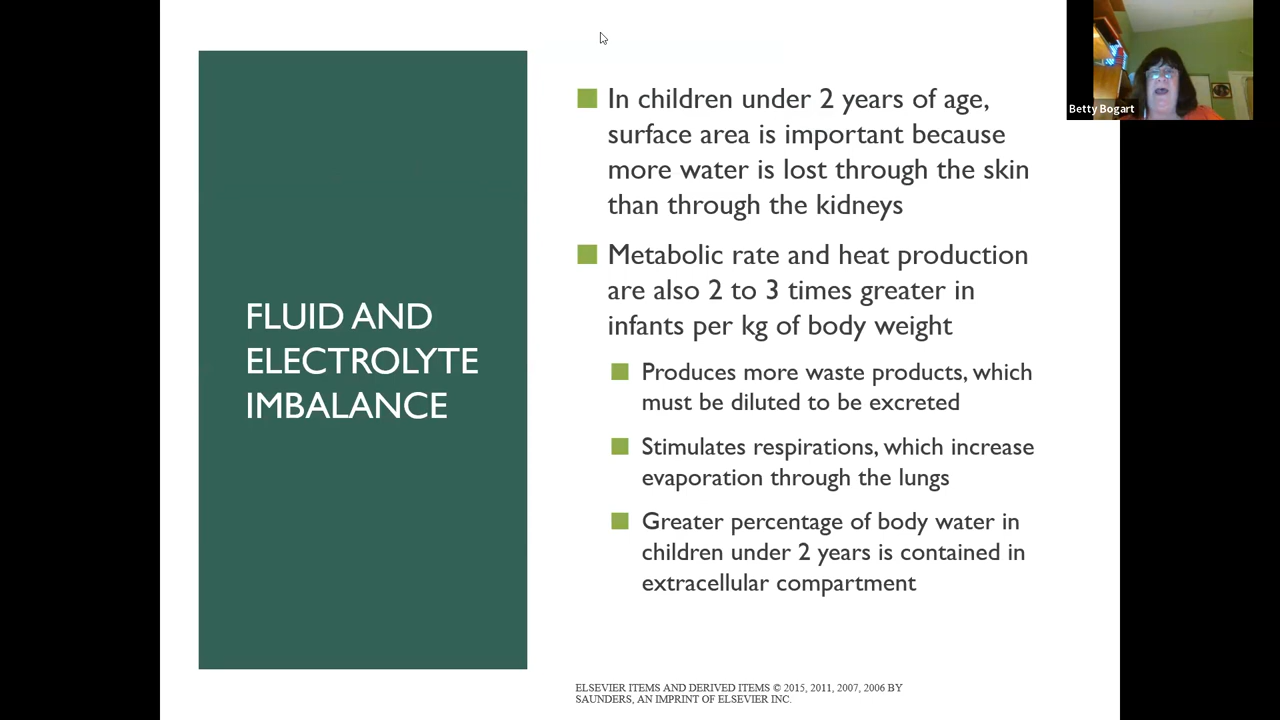 FLUID AND
ELECTROLYTE
IMBALANCE
In children under 2 years of age,
surface area is important because
more water is lost through the skin
than through the kidneys
Metabolic rate and heat production
are also 2 to 3 times greater in
infants per kg of body weight
Produces more waste products, which
must be diluted to be excreted
Stimulates respirations, which increase
evaporation through the lungs
Greater percentage of body water in
children under 2 years is contained in
extracellular compartment
ELSEVIER ITEMS AND DERIVED ITEMS © 2015, 2011, 2007, 2006 BY
SAUNDERS, AN IMPRINT OF ELSEVIER INC.
Betty Bogart